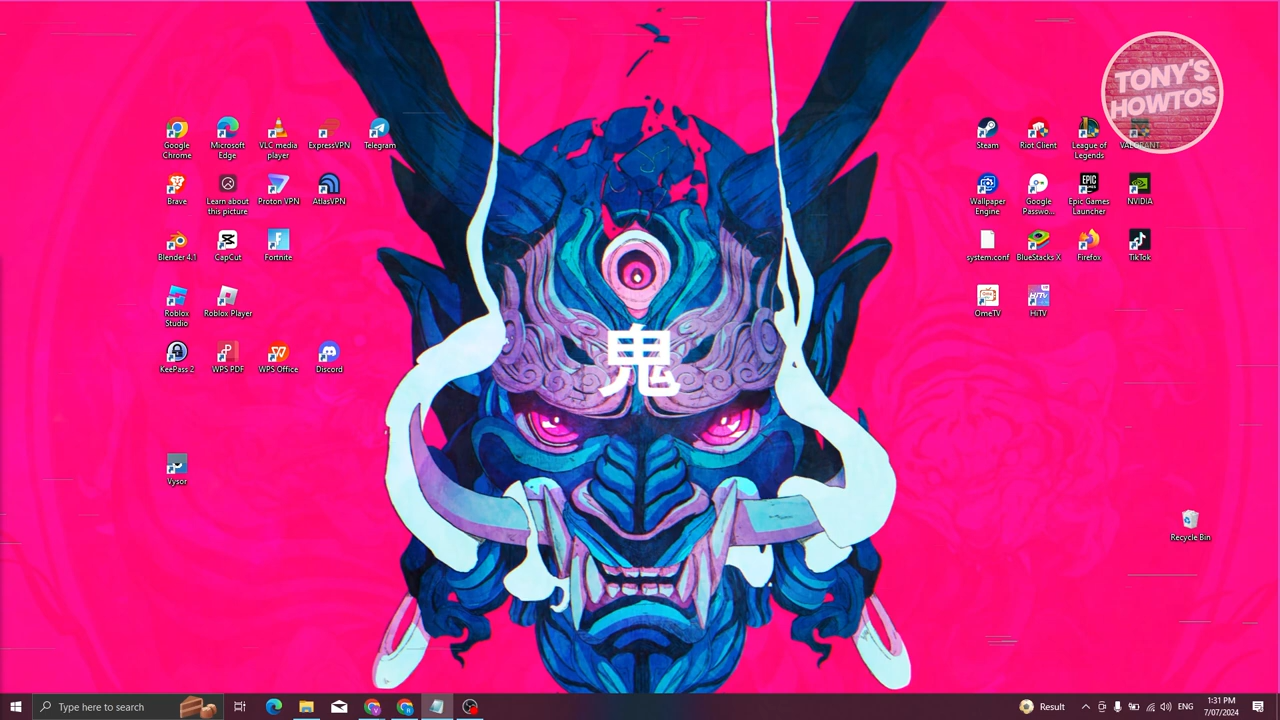 TONY'S
HOWTOS
Google
Chrome
Microsoft
Edge
VLC media
player
ExpressVPN
Telegram
Steam
Riot Client
League of
Legends
Brave
Learn about
this picture
Proton VPN
AtlasVPN
Wallpaper
Engine
Google
Passwo...
Epic Games
Launcher
NVIDIA
Blender 4.1
CapCut
Fortnite
system.conf
BlueStacks X
Firefox
TikTok
Roblox
Studio
Roblox Player
OmeTV
HiTV
鬼
KeePass 2
WPS PDF
WPS Office
Discord
Vysor
Recycle Bin
Type here to search
Result
ENG
1:31 PM
7/07/2024